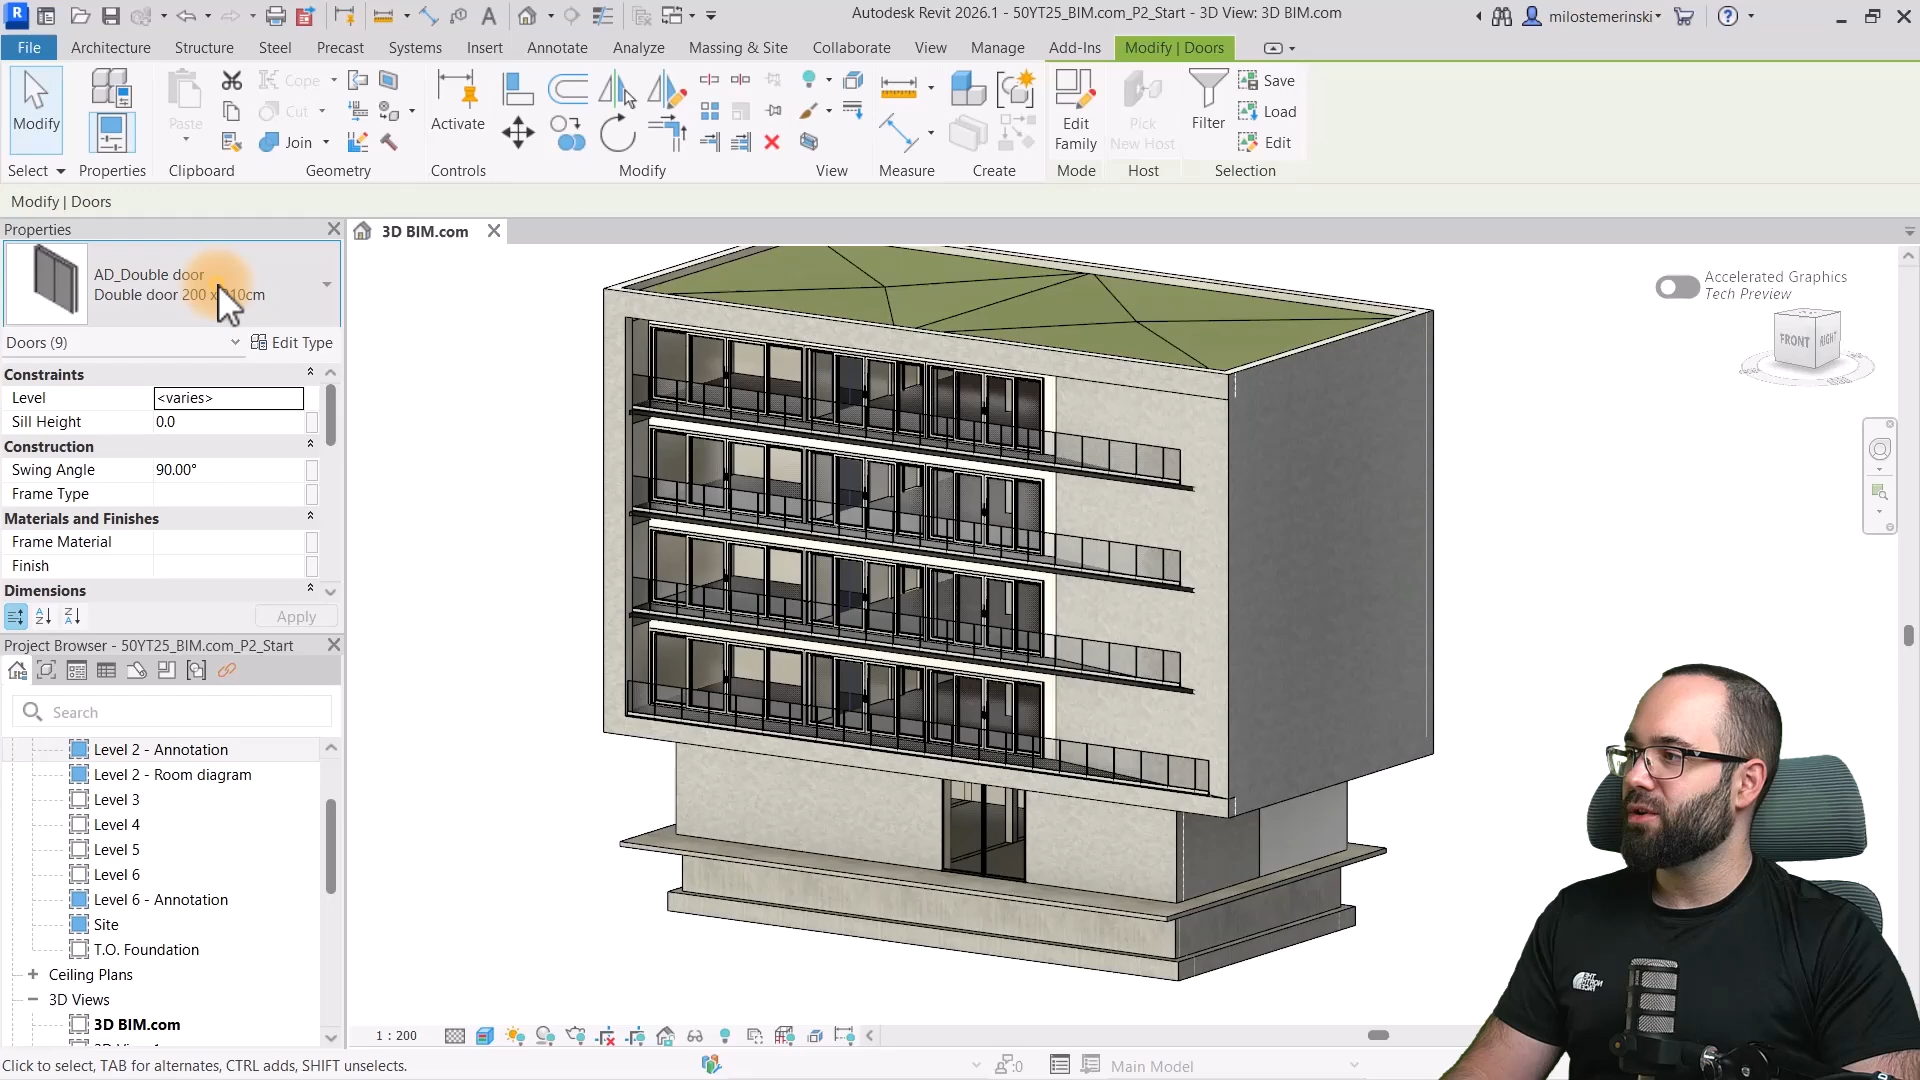 Autodesk Revit 2026.1 - 50YT25_BIM.com_P2_Start - 3D View: 3D BIM.com
milostemerinski
File Architecture Structure Steel Precast Systems Insert Annotate Analyze Massing & Site Collaborate View Manage Add-Ins Modify | Doors
Cope Save
Cut Load
Modify Paste Activate Edit Pick Filter
Join Family New Host Edit
Select Properties Clipboard Geometry Controls Modify View Measure Create Mode Host Selection
Modify | Doors
Properties
3D BIM.com
AD_Double door
Double door 200 x 210cm
Doors (9) Edit Type
Constraints
Level <varies>
Sill Height 0.0
Construction
Swing Angle 90.00°
Frame Type
Materials and Finishes
Frame Material
Finish
Dimensions
Apply
Project Browser - 50YT25_BIM.com_P2_Start
Search
Level 2 - Annotation
Level 2 - Room diagram
Level 3
Level 4
Level 5
Level 6
Level 6 - Annotation
Site
T.O. Foundation
Ceiling Plans
3D Views
3D BIM.com
Accelerated Graphics
Tech Preview
FRONT RIGHT
THE NORTH FACE
1 : 200
Click to select, TAB for alternates, CTRL adds, SHIFT unselects.
:0
Main Model